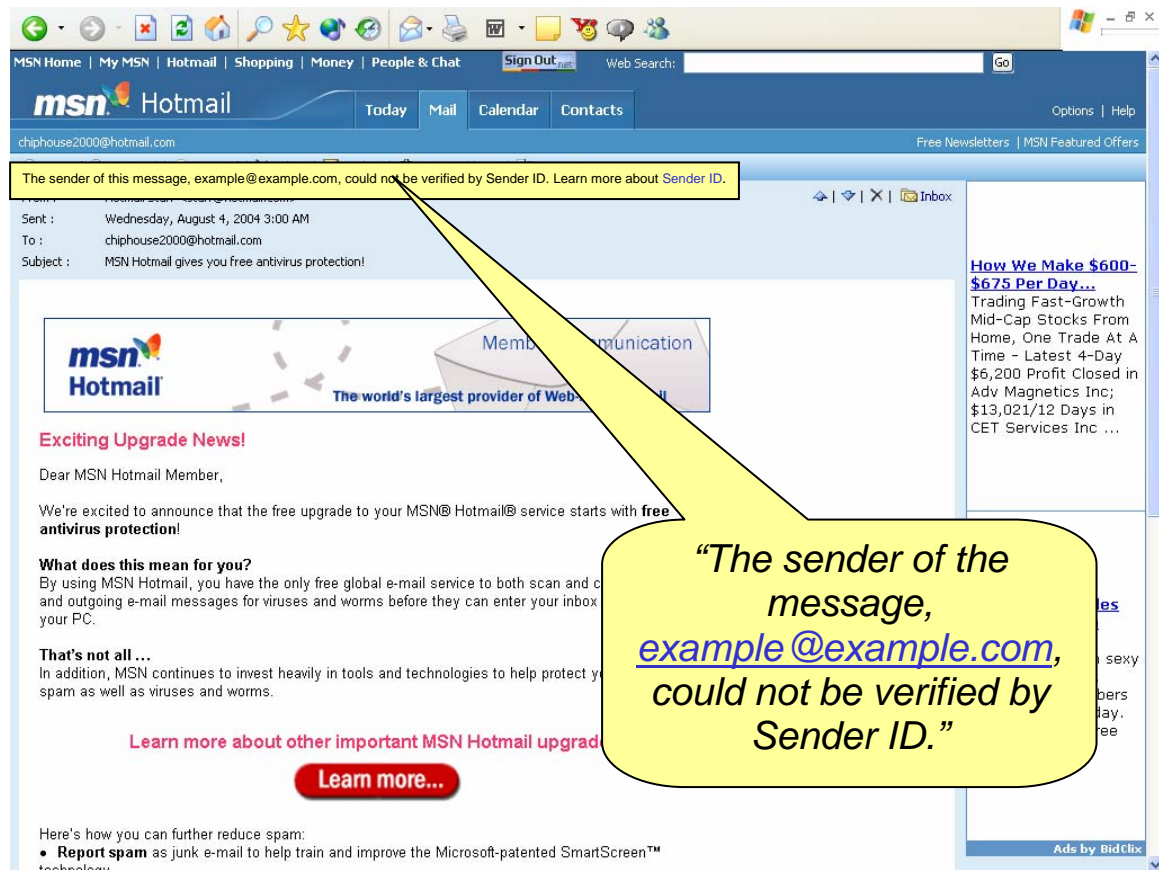 MSN Home | My MSN | Hotmail | Shopping | Money | People & Chat Sign Out .net Web Search: Go
msn Hotmail Today Mail Calendar Contacts Options | Help
chiphouse2000@hotmail.com Free Newsletters | MSN Featured Offers
The sender of this message, example@example.com, could not be verified by Sender ID. Learn more about Sender ID.
| | X | Inbox
Sent : Wednesday, August 4, 2004 3:00 AM
To : chiphouse2000@hotmail.com
Subject : MSN Hotmail gives you free antivirus protection!
msn Hotmail
The world's largest provider of
Exciting Upgrade News!
Dear MSN Hotmail Member,
We're excited to announce that the free upgrade to your MSN® Hotmail® service starts with free
antivirus protection!
What does this mean for you?
By using MSN Hotmail, you have the only free global e-mail service to both scan and
and outgoing e-mail messages for viruses and worms before they can enter your inbox
your PC.
That's not all ...
In addition, MSN continues to invest heavily in tools and technologies to help protect
spam as well as viruses and worms.
Learn more about other important MSN Hotmail
Learn more...
Here's how you can further reduce spam:
• Report spam as junk e-mail to help train and improve the Microsoft-patented SmartScreen™
“The sender of the
message,
example@example.com,
could not be verified by
Sender ID.”
How We Make $600-
$675 Per Day...
Trading Fast-Growth
Mid-Cap Stocks From
Home, One Trade At A
Time - Latest 4-Day
$6,200 Profit Closed in
Adv Magnetics Inc;
$13,021/12 Days in
CET Services Inc ...
sexy
Ads by BidClix